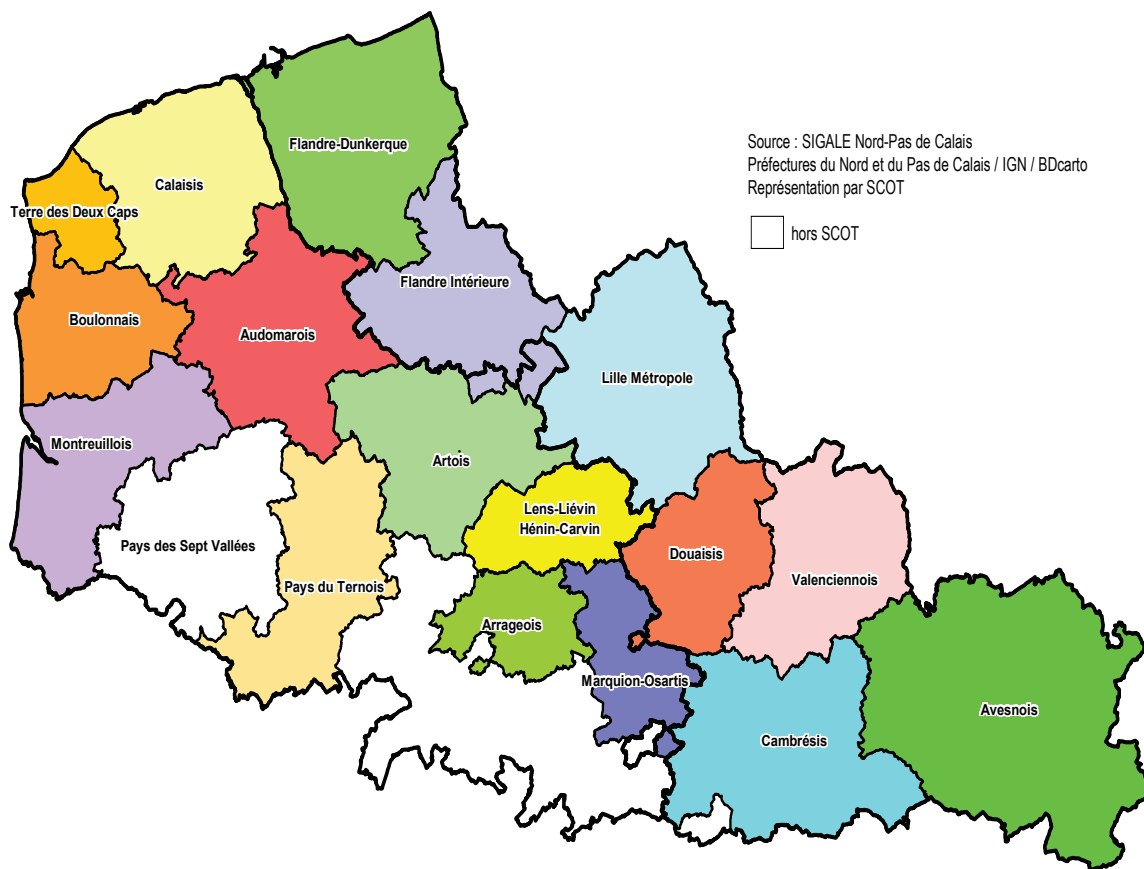 Flandre-Dunkerque
Source : SIGALE Nord-Pas de Calais
Préfectures du Nord et du Pas de Calais / IGN / BDcarto
Représentation par SCOT
hors SCOT
Calaisis
Terre des Deux Caps
Flandre Intérieure
Boulonnais
Audomarois
Lille Métropole
Montreuillois
Artois
Lens-Liévin
Hénin-Carvin
Pays des Sept Vallées
Douaisis
Pays du Ternois
Valenciennois
Arrageois
Marquion-Osartis
Avesnois
Cambrésis